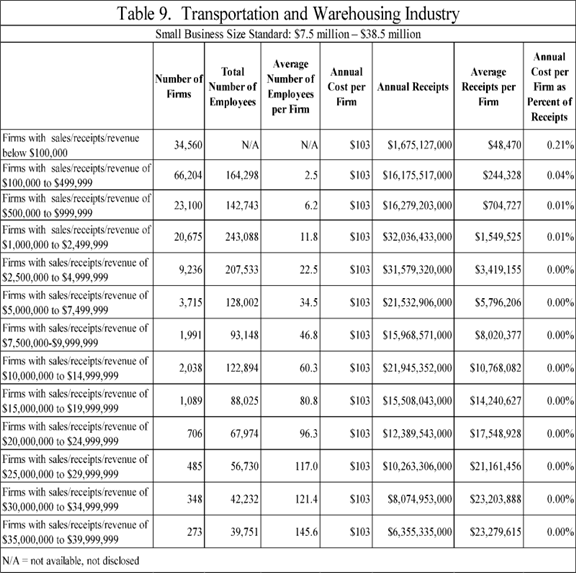 Table 9. Transportation and Warehousing Industry
Small Business Size Standard: $7.5 million – $38.5 million
Number of Firms | Total Number of Employees | Average Number of Employees per Firm | Annual Cost per Firm | Annual Receipts | Average Receipts per Firm | Annual Cost per Firm as Percent of Receipts
Firms with sales/receipts/revenue below $100,000 | 34,560 | N/A | N/A | $103 | $1,675,127,000 | $48,470 | 0.21%
Firms with sales/receipts/revenue of $100,000 to $499,999 | 66,204 | 164,298 | 2.5 | $103 | $16,175,517,000 | $244,328 | 0.04%
Firms with sales/receipts/revenue of $500,000 to $999,999 | 23,100 | 142,743 | 6.2 | $103 | $16,279,203,000 | $704,727 | 0.01%
Firms with sales/receipts/revenue of $1,000,000 to $2,499,999 | 20,675 | 243,088 | 11.8 | $103 | $32,036,433,000 | $1,549,525 | 0.01%
Firms with sales/receipts/revenue of $2,500,000 to $4,999,999 | 9,236 | 207,533 | 22.5 | $103 | $31,579,320,000 | $3,419,155 | 0.00%
Firms with sales/receipts/revenue of $5,000,000 to $7,499,999 | 3,715 | 128,002 | 34.5 | $103 | $21,532,906,000 | $5,796,206 | 0.00%
Firms with sales/receipts/revenue of $7,500,000-$9,999,999 | 1,991 | 93,148 | 46.8 | $103 | $15,968,571,000 | $8,020,377 | 0.00%
Firms with sales/receipts/revenue of $10,000,000 to $14,999,999 | 2,038 | 122,894 | 60.3 | $103 | $21,945,352,000 | $10,768,082 | 0.00%
Firms with sales/receipts/revenue of $15,000,000 to $19,999,999 | 1,089 | 88,025 | 80.8 | $103 | $15,508,043,000 | $14,240,627 | 0.00%
Firms with sales/receipts/revenue of $20,000,000 to $24,999,999 | 706 | 67,974 | 96.3 | $103 | $12,389,543,000 | $17,548,928 | 0.00%
Firms with sales/receipts/revenue of $25,000,000 to $29,999,999 | 485 | 56,730 | 117.0 | $103 | $10,263,306,000 | $21,161,456 | 0.00%
Firms with sales/receipts/revenue of $30,000,000 to $34,999,999 | 348 | 42,232 | 121.4 | $103 | $8,074,953,000 | $23,203,888 | 0.00%
Firms with sales/receipts/revenue of $35,000,000 to $39,999,999 | 273 | 39,751 | 145.6 | $103 | $6,355,335,000 | $23,279,615 | 0.00%
N/A = not available, not disclosed